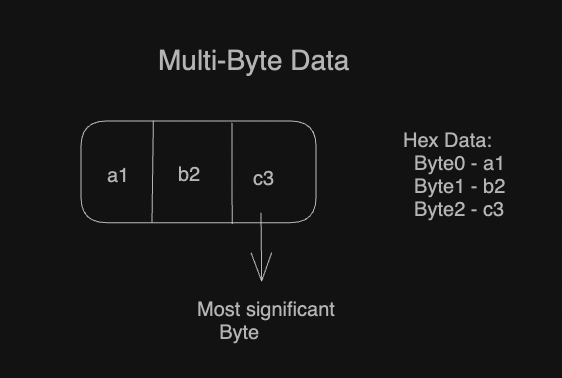 Multi-Byte Data
a1 b2 c3
Hex Data:
Byte0 - a1
Byte1 - b2
Byte2 - c3
Most significant
Byte